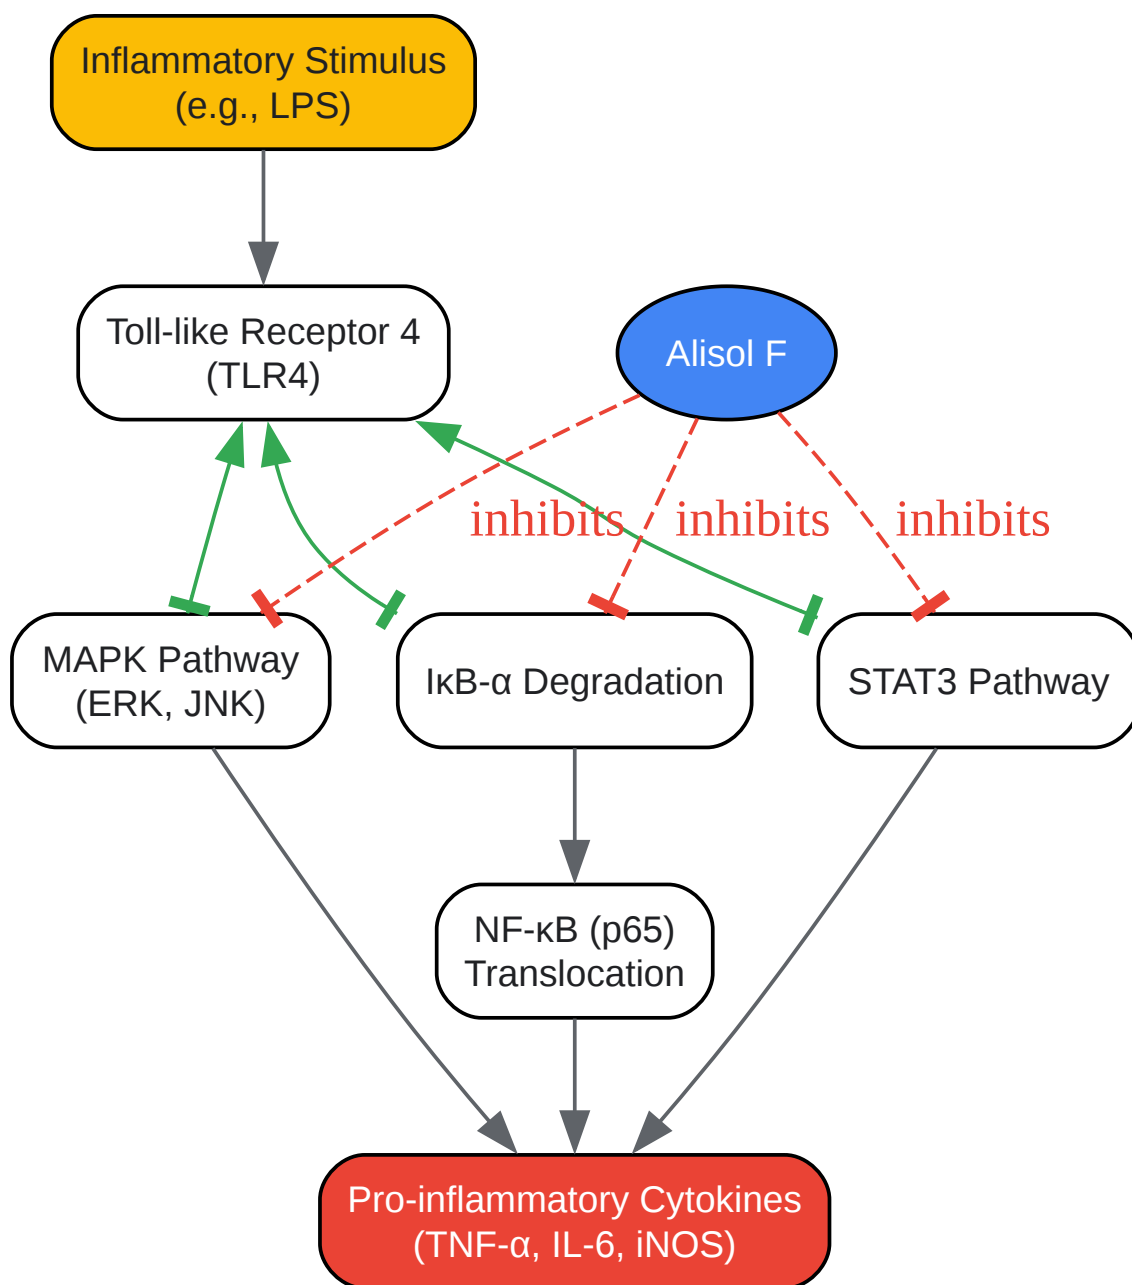 Inflammatory Stimulus
(e.g., LPS)
Toll-like Receptor 4
(TLR4)
Alisol F
inhibits
inhibits
inhibits
MAPK Pathway
(ERK, JNK)
IκB-α Degradation
STAT3 Pathway
NF-κB (p65)
Translocation
Pro-inflammatory Cytokines
(TNF-α, IL-6, iNOS)